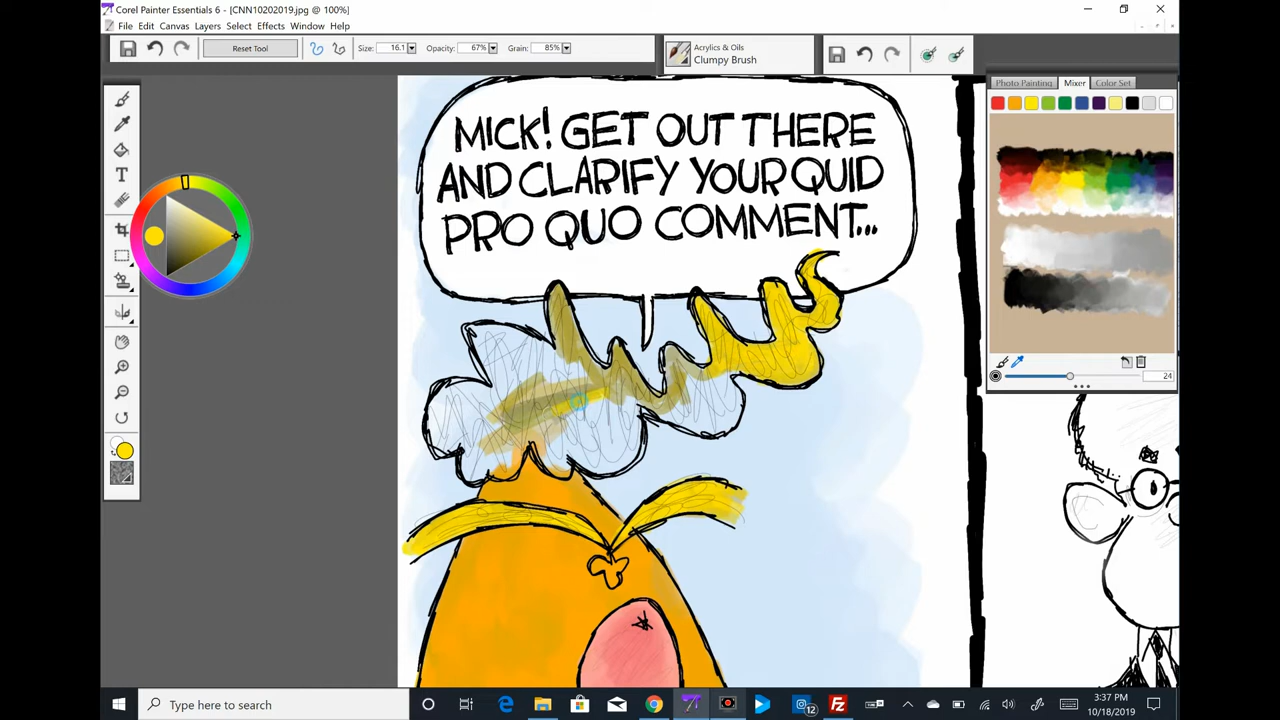 Corel Painter Essentials 6 - [CNN10202019.jpg @ 100%]
File Edit Canvas Layers Select Effects Window Help
Reset Tool Size: 16.1 Opacity: 67% Grain: 85% Acrylics & Oils
Clumpy Brush
Photo Painting Mixer Color Set
MICK! GET OUT THERE
AND CLARIFY YOUR QUID
PRO QUO COMMENT...
24
Type here to search
12
3:37 PM
10/18/2019